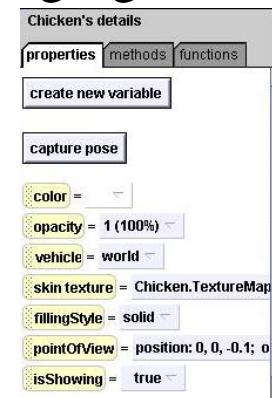 Chicken's details
properties methods functions
create new variable
capture pose
color =
opacity = 1 (100%)
vehicle = world
skin texture = Chicken.TextureMap
fillingStyle = solid
pointOfView = position: 0, 0, -0.1; o
isShowing = true